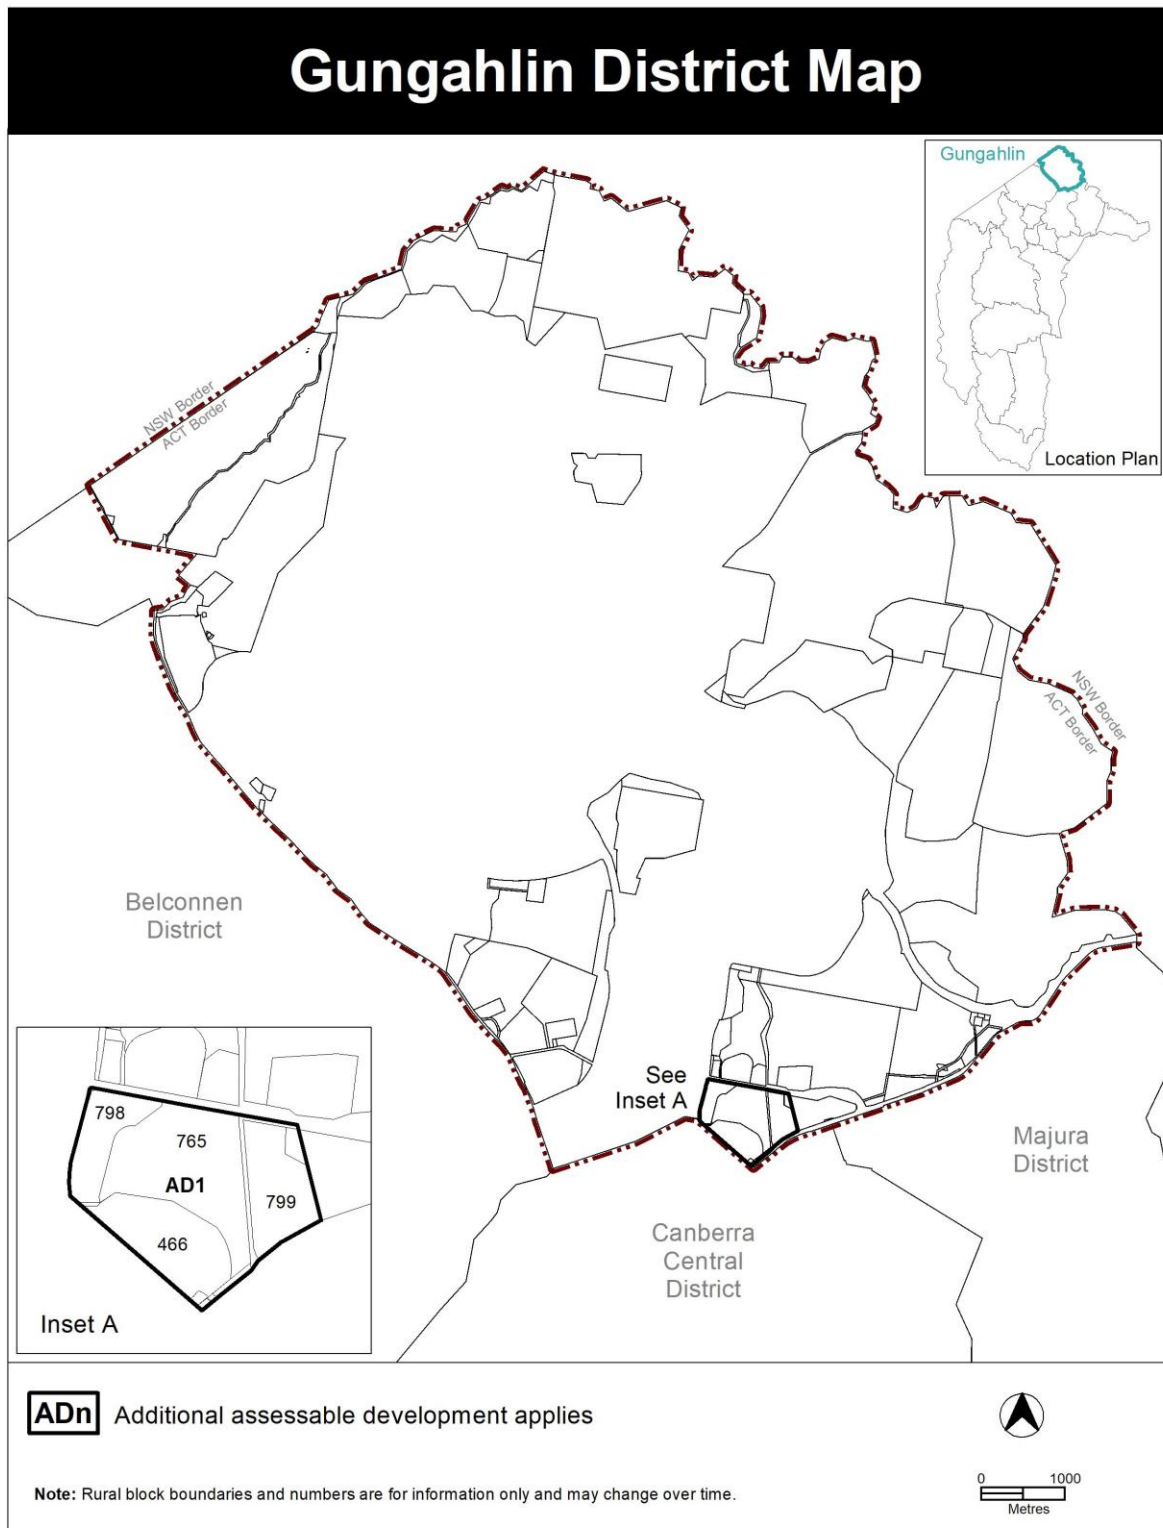 Gungahlin District Map
Gungahlin
Location Plan
NSW Border
ACT Border
NSW Border
ACT Border
Belconnen
District
See
Inset A
Majura
District
Canberra
Central
District
798
765
AD1
799
466
Inset A
ADn Additional assessable development applies
Note: Rural block boundaries and numbers are for information only and may change over time.
0 1000
Metres